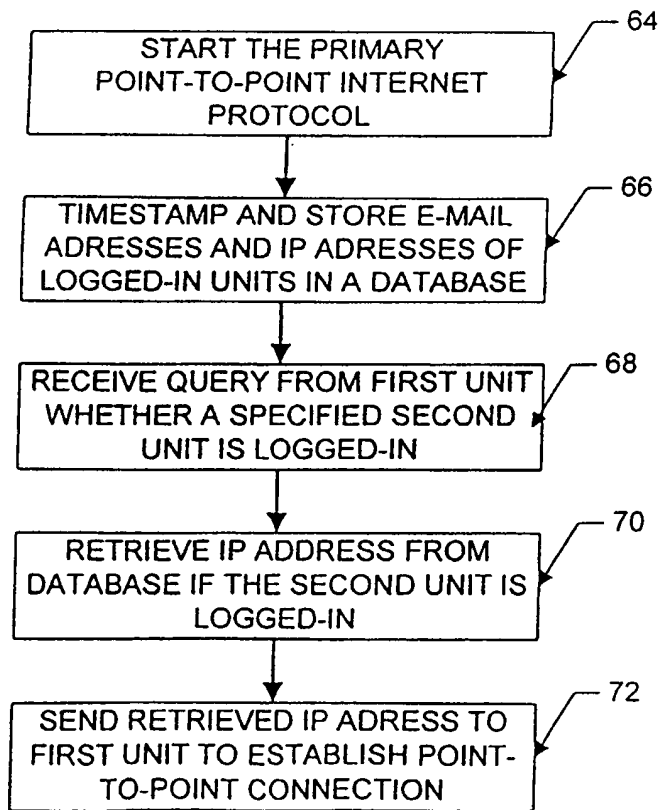 64
START THE PRIMARY
POINT-TO-POINT INTERNET
PROTOCOL
66
TIMESTAMP AND STORE E-MAIL
ADRESSES AND IP ADRESSES OF
LOGGED-IN UNITS IN A DATABASE
68
RECEIVE QUERY FROM FIRST UNIT
WHETHER A SPECIFIED SECOND
UNIT IS LOGGED-IN
70
RETRIEVE IP ADDRESS FROM
DATABASE IF THE SECOND UNIT IS
LOGGED-IN
72
SEND RETRIEVED IP ADRESS TO
FIRST UNIT TO ESTABLISH POINT-
TO-POINT CONNECTION